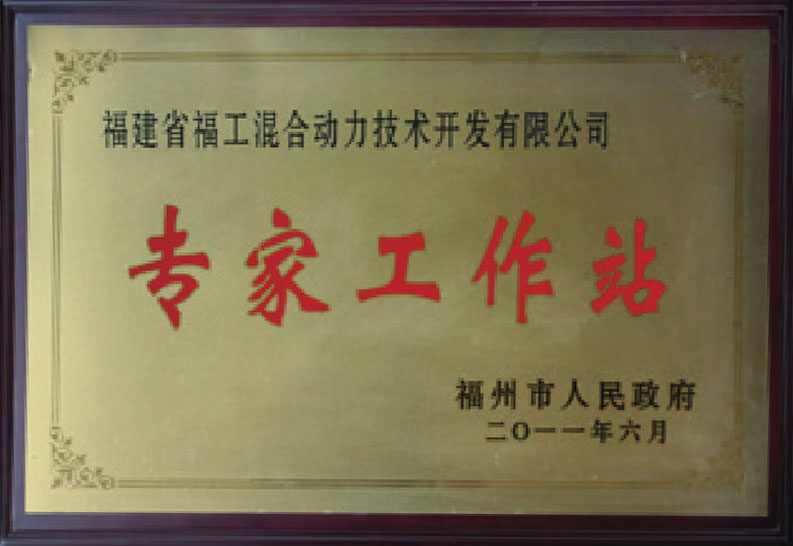 福建省福工混合动力技术开发有限公司
专家工作站
福州市人民政府
二〇一一年六月